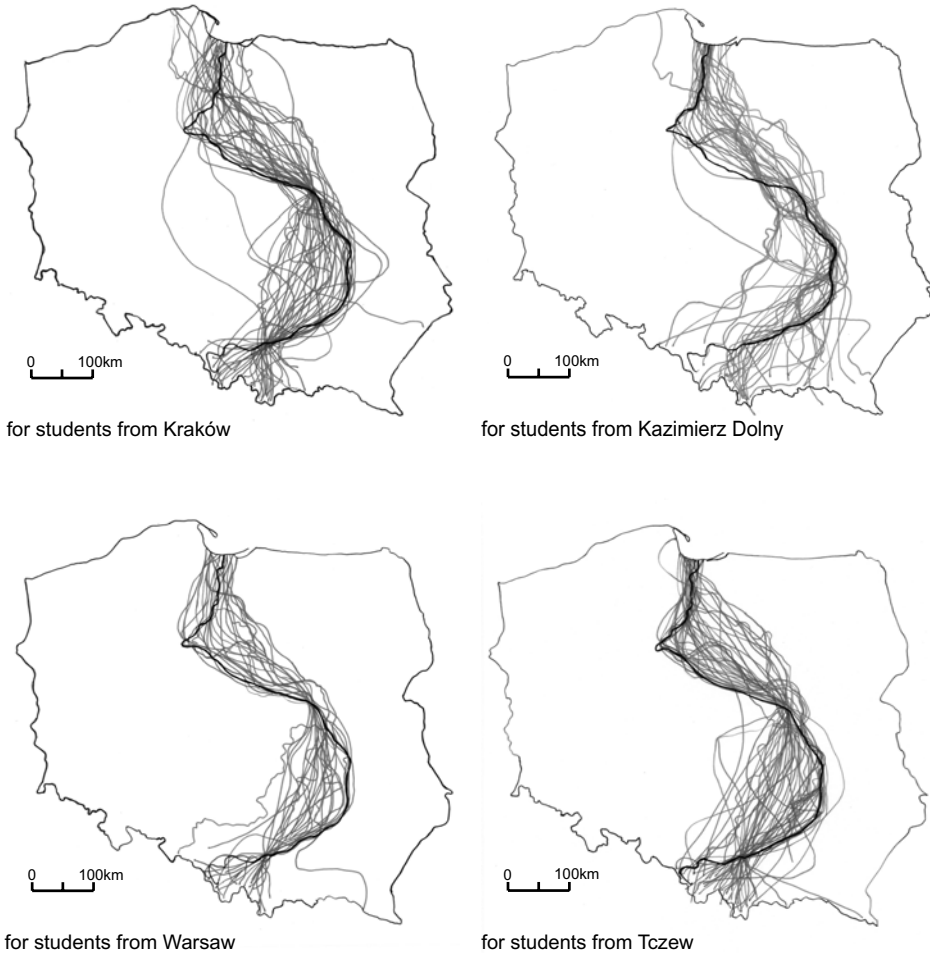 0 100km
0 100km
for students from Kraków
for students from Kazimierz Dolny
0 100km
0 100km
for students from Warsaw
for students from Tczew